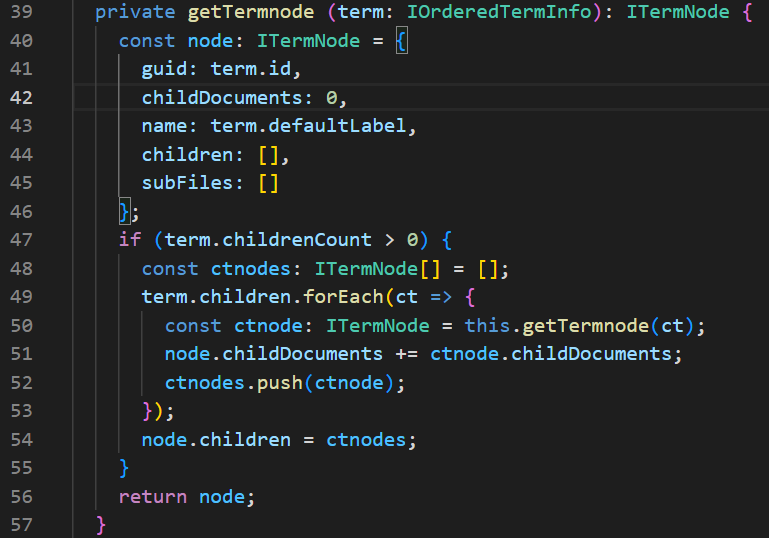 39 private getTermnode (term: IOrderedTermInfo): ITermNode {
40 const node: ITermNode = {
41 guid: term.id,
42 childDocuments: 0,
43 name: term.defaultLabel,
44 children: [],
45 subFiles: []
46 };
47 if (term.childrenCount > 0) {
48 const ctnodes: ITermNode[] = [];
49 term.children.forEach(ct => {
50 const ctnode: ITermNode = this.getTermnode(ct);
51 node.childDocuments += ctnode.childDocuments;
52 ctnodes.push(ctnode);
53 });
54 node.children = ctnodes;
55 }
56 return node;
57 }